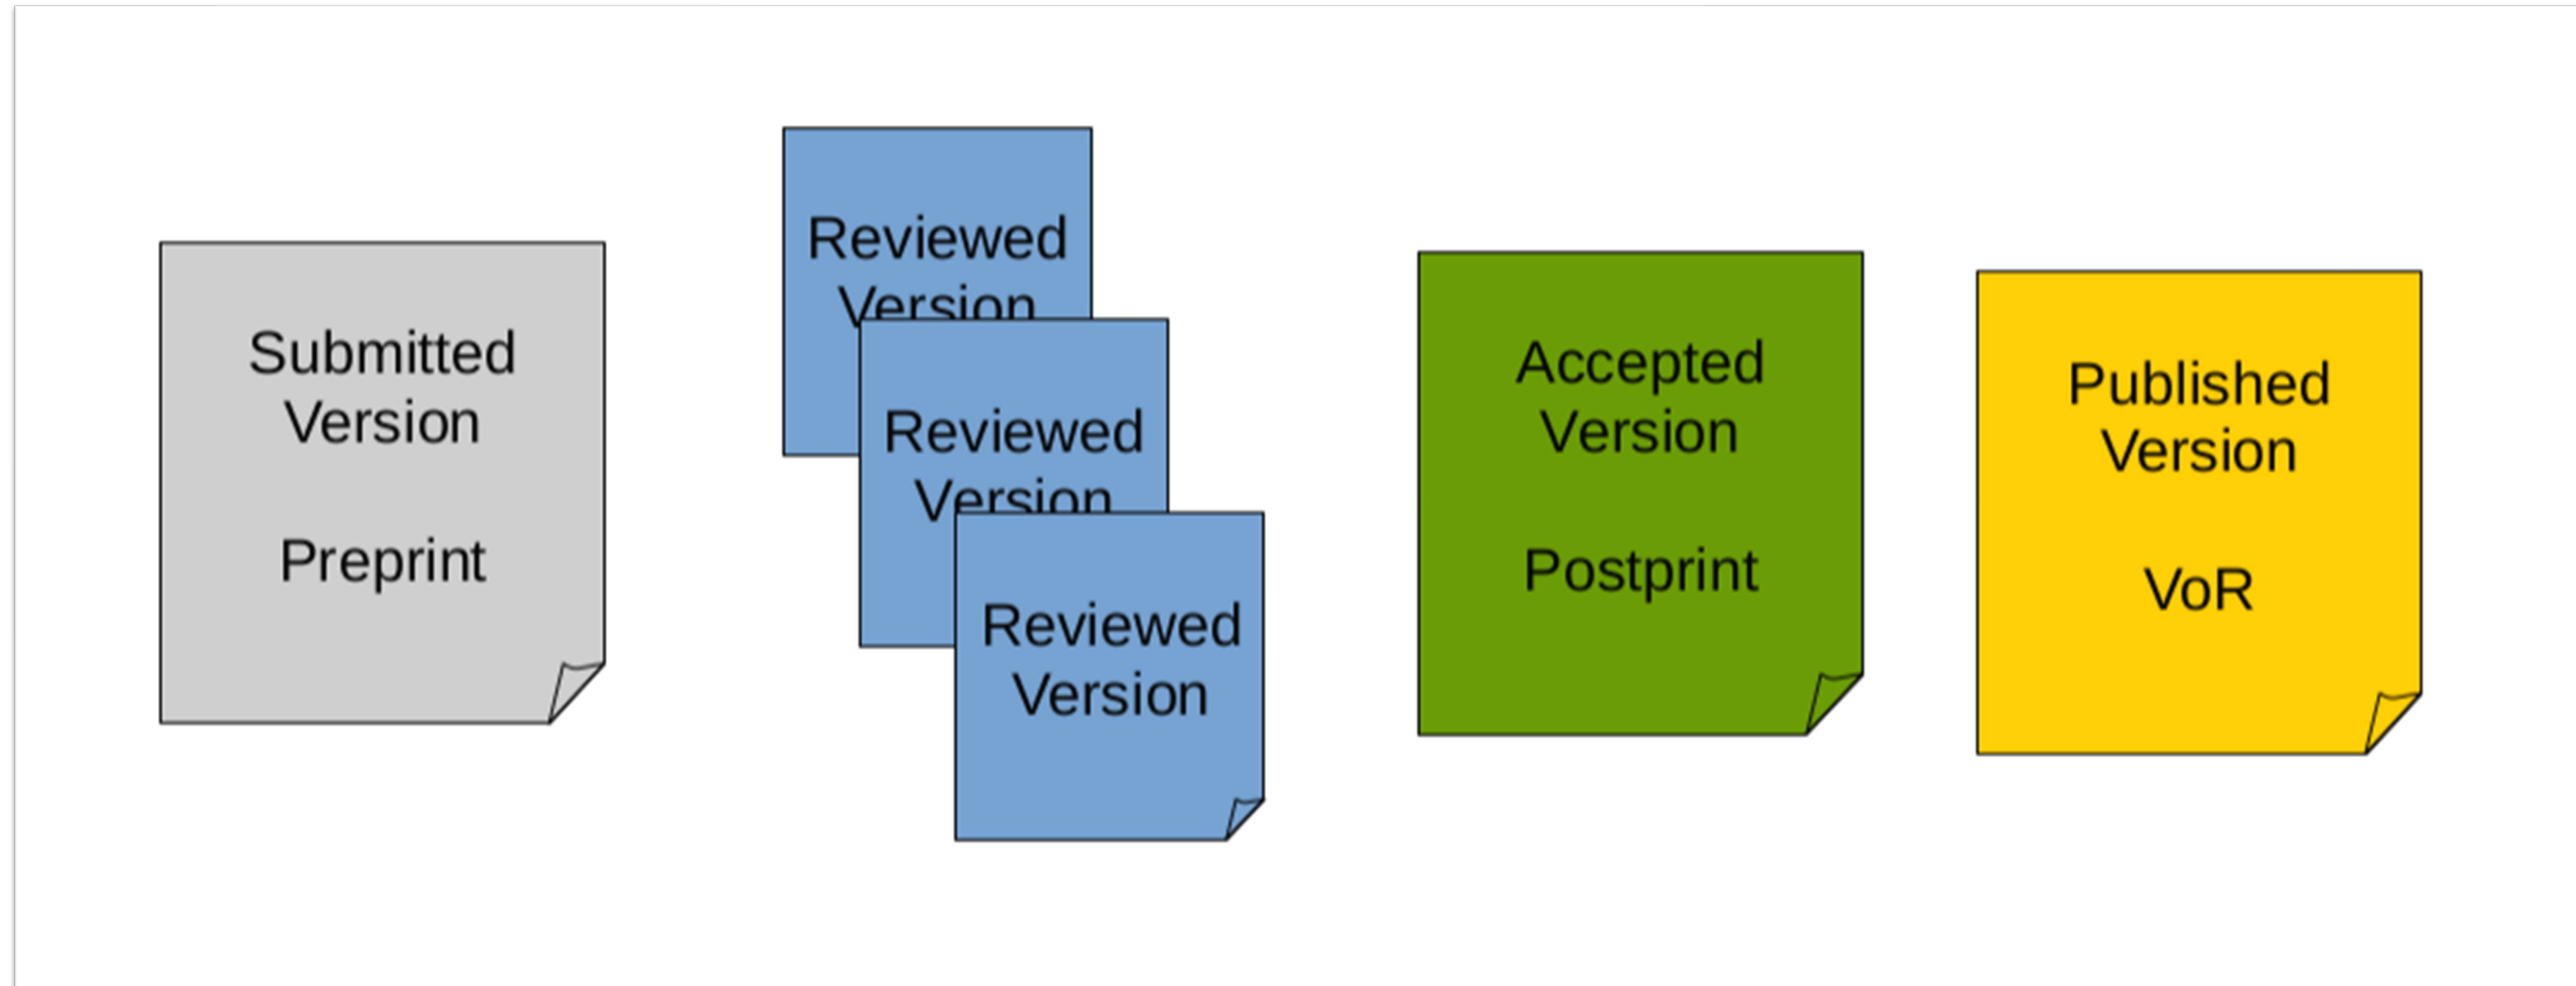 Submitted
Version
Preprint
Reviewed
Version
Reviewed
Version
Reviewed
Version
Accepted
Version
Postprint
Published
Version
VoR